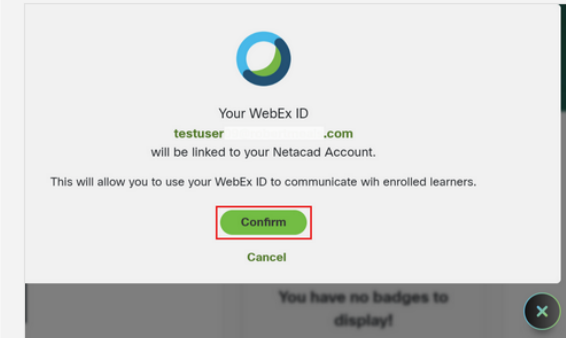 Your WebEx ID
testuser .com
will be linked to your Netacad Account.
This will allow you to use your WebEx ID to communicate wih enrolled learners.
Confirm
Cancel
You have no badges to
display!